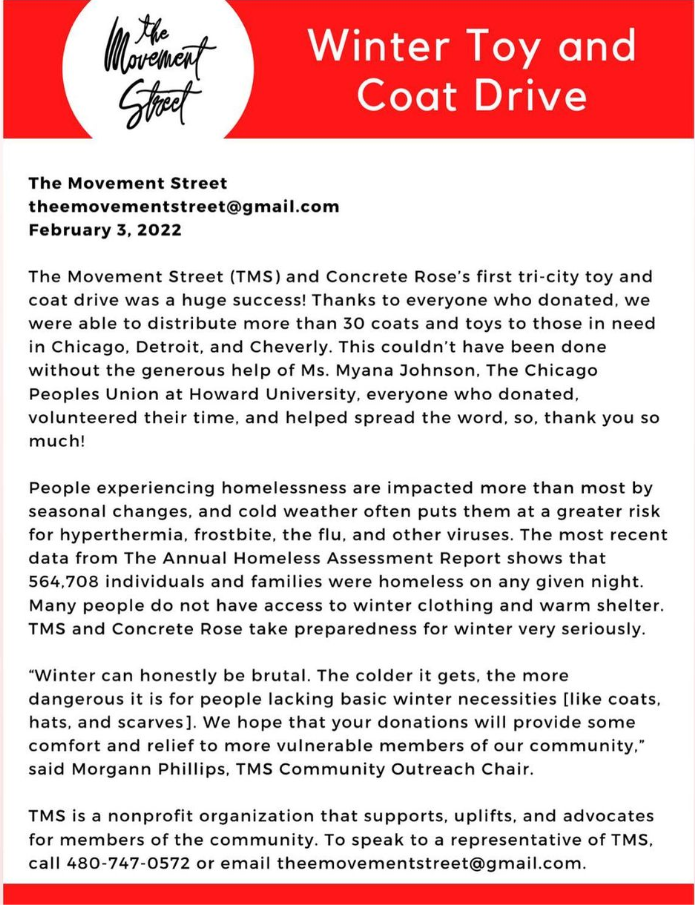 the
Movement
Street
Winter Toy and
Coat Drive
The Movement Street
theemovementstreet@gmail.com
February 3, 2022
The Movement Street (TMS) and Concrete Rose's first tri-city toy and
coat drive was a huge success! Thanks to everyone who donated, we
were able to distribute more than 30 coats and toys to those in need
in Chicago, Detroit, and Cheverly. This couldn't have been done
without the generous help of Ms. Myana Johnson, The Chicago
Peoples Union at Howard University, everyone who donated,
volunteered their time, and helped spread the word, so, thank you so
much!
People experiencing homelessness are impacted more than most by
seasonal changes, and cold weather often puts them at a greater risk
for hyperthermia, frostbite, the flu, and other viruses. The most recent
data from The Annual Homeless Assessment Report shows that
564,708 individuals and families were homeless on any given night.
Many people do not have access to winter clothing and warm shelter.
TMS and Concrete Rose take preparedness for winter very seriously.
“Winter can honestly be brutal. The colder it gets, the more
dangerous it is for people lacking basic winter necessities [like coats,
hats, and scarves]. We hope that your donations will provide some
comfort and relief to more vulnerable members of our community,”
said Morgann Phillips, TMS Community Outreach Chair.
TMS is a nonprofit organization that supports, uplifts, and advocates
for members of the community. To speak to a representative of TMS,
call 480-747-0572 or email theemovementstreet@gmail.com.